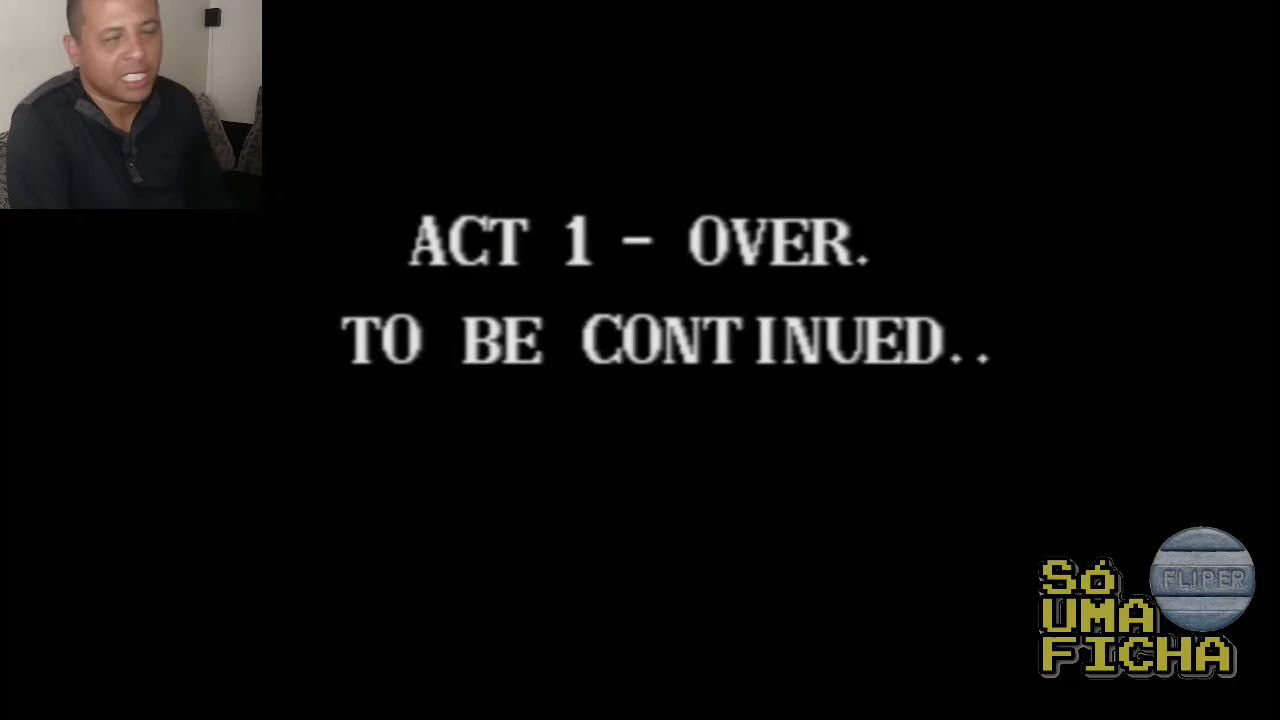 ACT 1 - OVER.
TO BE CONTINUED..
FLIPER
Só
UMA
FICHA